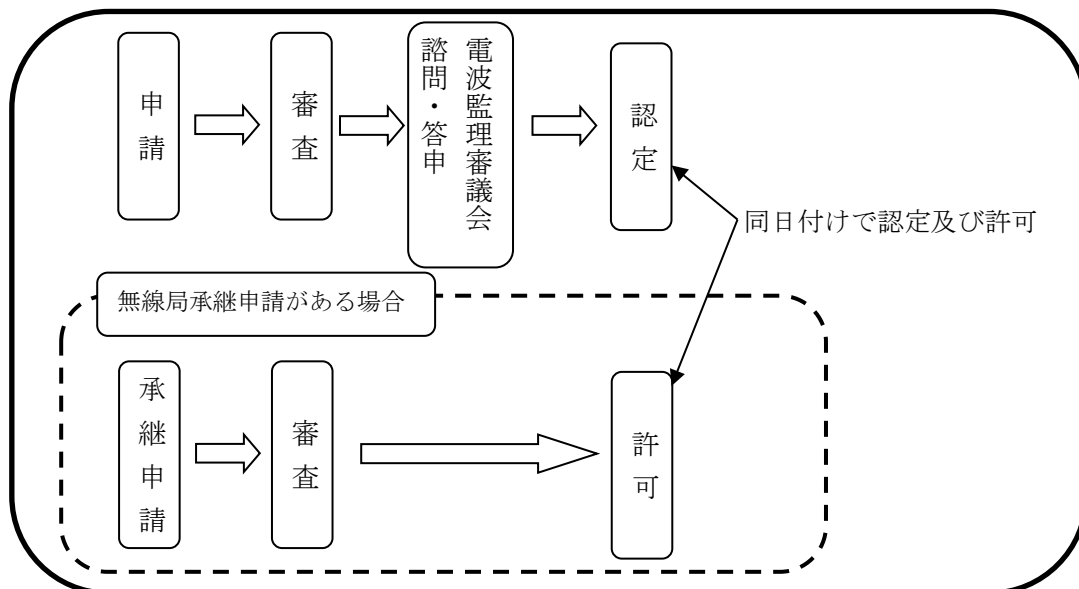 申請
審査
電波監理審議会
諮問・答申
認定
同日付けで認定及び許可
無線局承継申請がある場合
承継申請
審査
許可